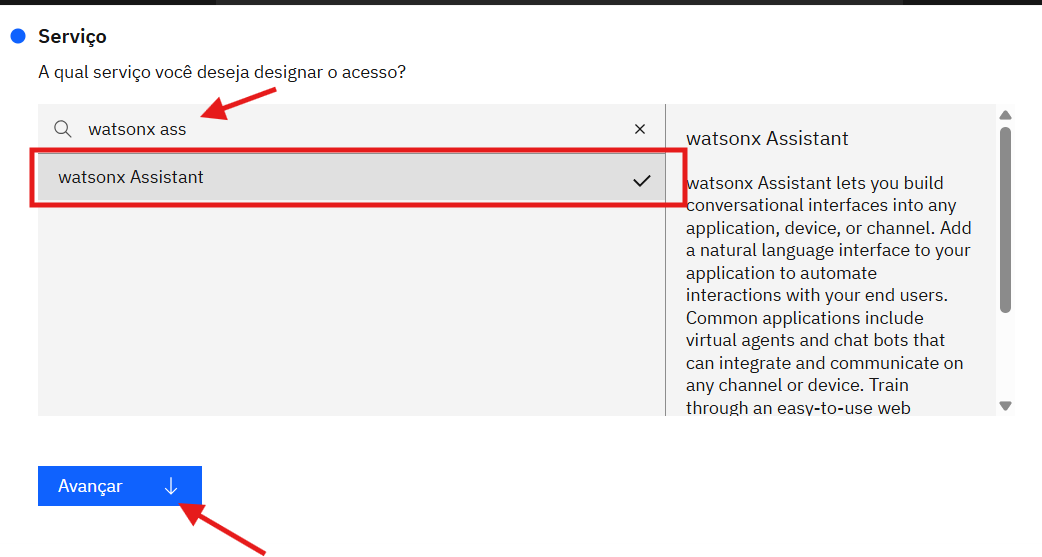 Serviço
A qual serviço você deseja designar o acesso?
watsonx ass
watsonx Assistant
watsonx Assistant
watsonx Assistant lets you build
conversational interfaces into any
application, device, or channel. Add
a natural language interface to your
application to automate
interactions with your end users.
Common applications include
virtual agents and chat bots that
can integrate and communicate on
any channel or device. Train
through an easy-to-use web
Avançar